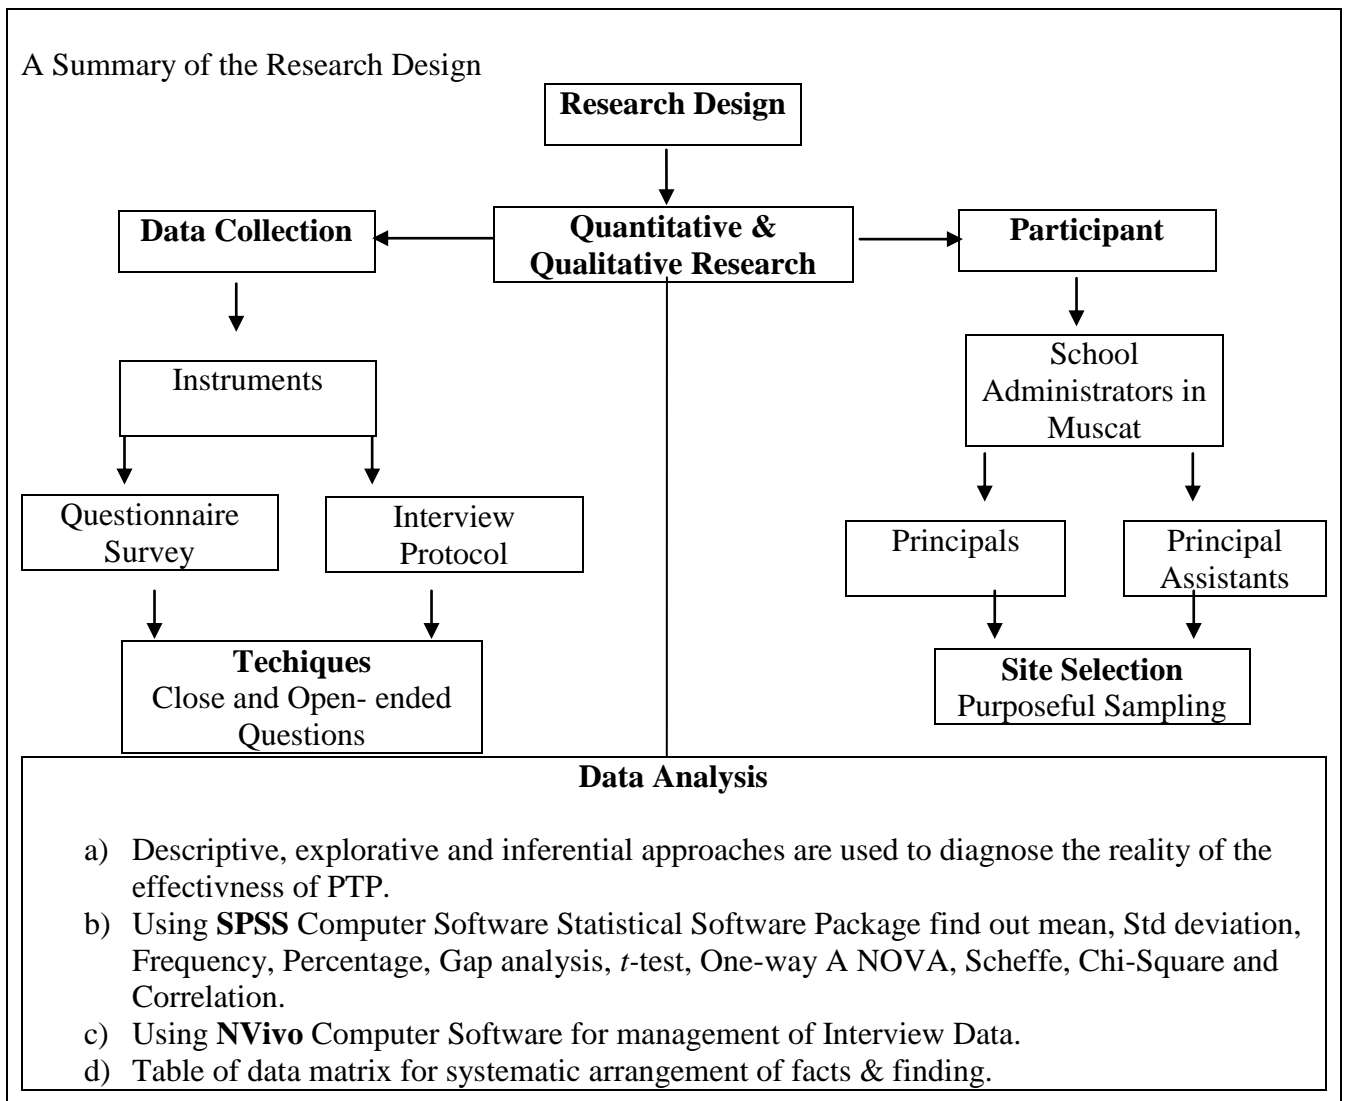 A Summary of the Research Design
Research Design
Data Collection
Quantitative &
Qualitative Research
Participant
Instruments
School
Administrators in
Muscat
Questionnaire
Survey
Interview
Protocol
Principals
Principal
Assistants
Techiques
Close and Open- ended
Questions
Site Selection
Purposeful Sampling
Data Analysis
a) Descriptive, explorative and inferential approaches are used to diagnose the reality of the
effectivness of PTP.
b) Using SPSS Computer Software Statistical Software Package find out mean, Std deviation,
Frequency, Percentage, Gap analysis, t-test, One-way A NOVA, Scheffe, Chi-Square and
Correlation.
c) Using NVivo Computer Software for management of Interview Data.
d) Table of data matrix for systematic arrangement of facts & finding.